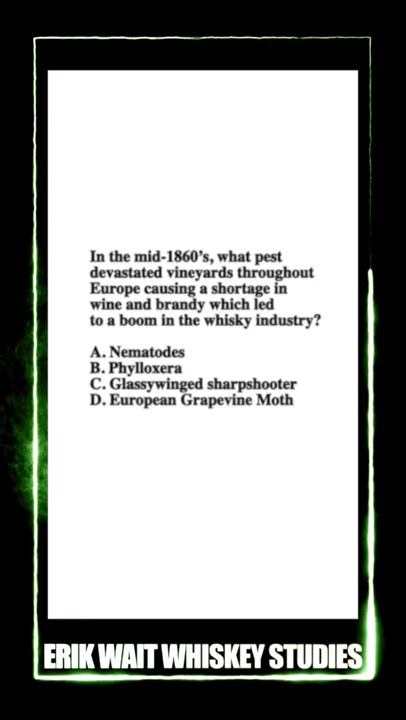 In the mid-1860's, what pest
devastated vineyards throughout
Europe causing a shortage in
wine and brandy which led
to a boom in the whisky industry?
A. Nematodes
B. Phylloxera
C. Glassywinged sharpshooter
D. European Grapevine Moth
ERIK WAIT WHISKEY STUDIES